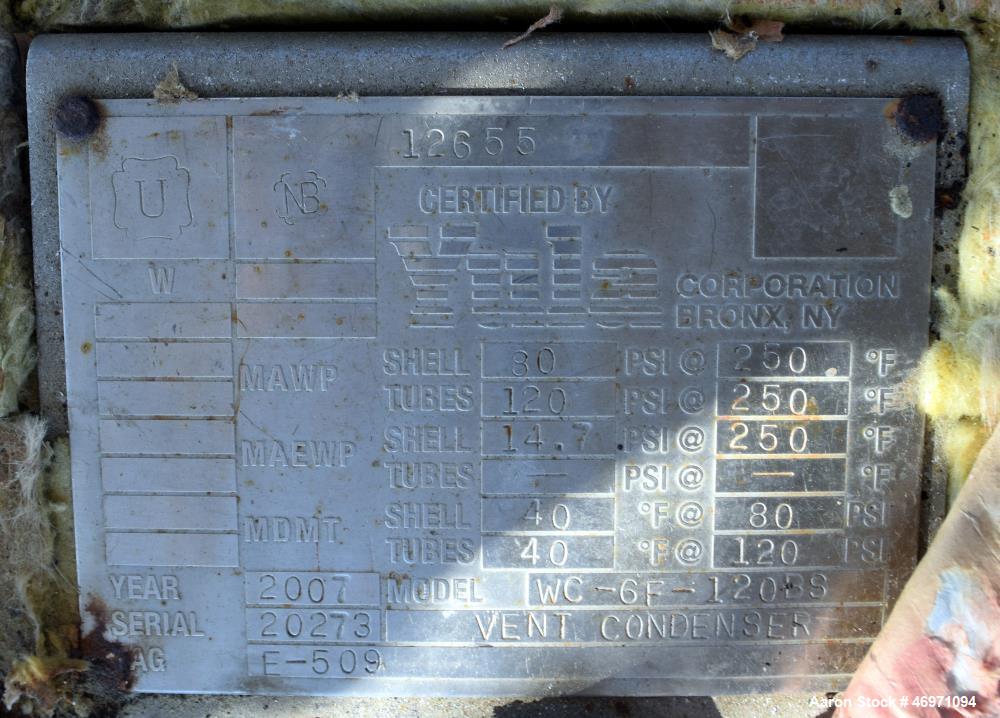 12655
U
NB
CERTIFIED BY
Yula
W
CORPORATION
BRONX, NY
MAWP SHELL 80 PSI @ 250 °F
TUBES 120 PSI @ 250 °F
MAEWP SHELL 14.7 PSI @ 250 °F
TUBES — PSI @ — °F
MDMT SHELL 40 °F @ 80 PSI
TUBES 40 °F @ 120 PSI
YEAR 2007 MODEL WC-6F-120BS
SERIAL 20273 VENT CONDENSER
AG E-509
Aaron Stock # 46971094